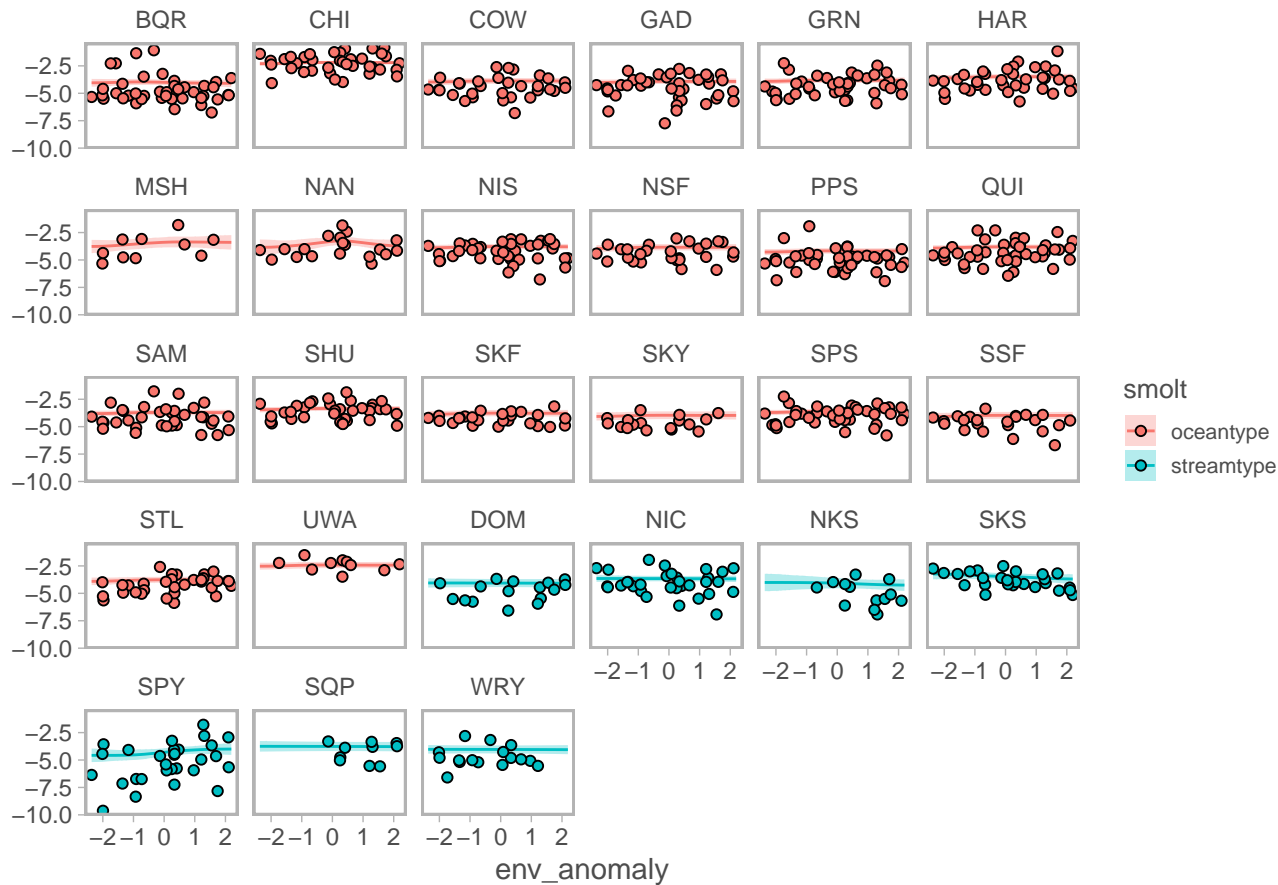 BQR CHI COW GAD GRN HAR
−2.5
−5.0
−7.5
−10.0
MSH NAN NIS NSF PPS QUI
−2.5
−5.0
−7.5
−10.0
SAM SHU SKF SKY SPS SSF
−2.5
−5.0
−7.5
−10.0
smolt
oceantype
streamtype
STL UWA DOM NIC NKS SKS
−2.5
−5.0
−7.5
−10.0
−2 −1 0 1 2 −2 −1 0 1 2 −2 −1 0 1 2
SPY SQP WRY
−2.5
−5.0
−7.5
−10.0
−2 −1 0 1 2 −2 −1 0 1 2 −2 −1 0 1 2
env_anomaly